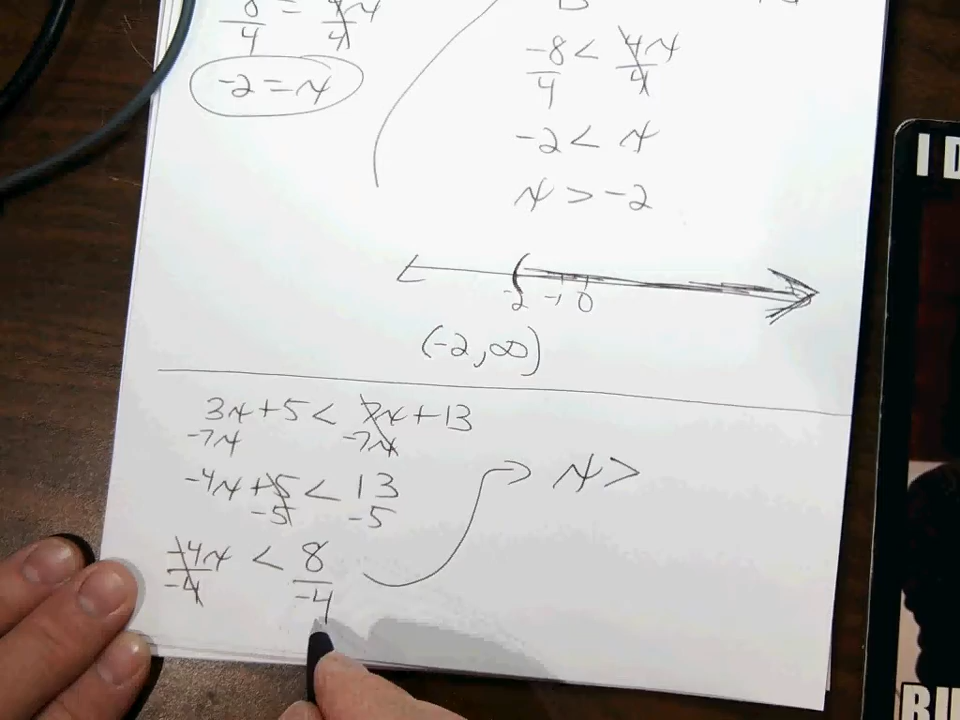 8/4 = 4x/4
-2 = x
-8/4 < 4x/4
-2 < x
x > -2
-2 -1 0
(-2, ∞)
3x + 5 < 7x + 13
-7x -7x
-4x + 5 < 13
-5 -5
-4x/-4 < 8/-4
x >
I D